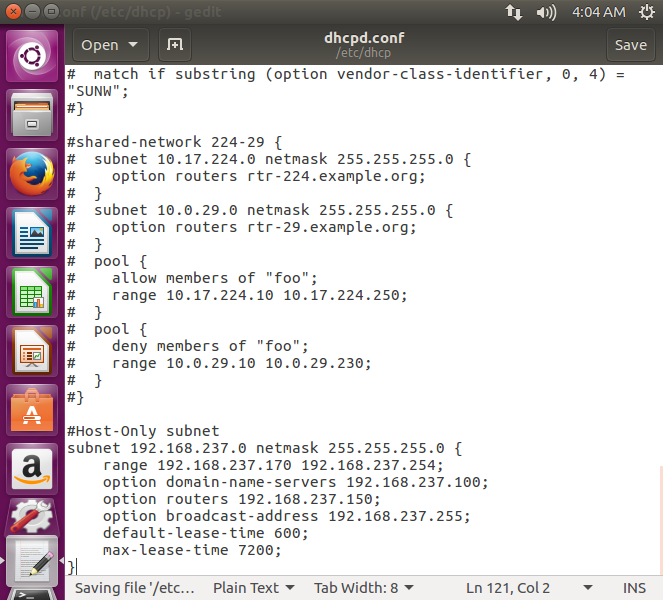 onf (/etc/dhcp) - gedit
4:04 AM
Open
dhcpd.conf
/etc/dhcp
Save
#  match if substring (option vendor-class-identifier, 0, 4) =
"SUNW";
#}
#shared-network 224-29 {
#  subnet 10.17.224.0 netmask 255.255.255.0 {
#    option routers rtr-224.example.org;
#  }
#  subnet 10.0.29.0 netmask 255.255.255.0 {
#    option routers rtr-29.example.org;
#  }
#  pool {
#    allow members of "foo";
#    range 10.17.224.10 10.17.224.250;
#  }
#  pool {
#    deny members of "foo";
#    range 10.0.29.10 10.0.29.230;
#  }
#}
#Host-Only subnet
subnet 192.168.237.0 netmask 255.255.255.0 {
    range 192.168.237.170 192.168.237.254;
    option domain-name-servers 192.168.237.100;
    option routers 192.168.237.150;
    option broadcast-address 192.168.237.255;
    default-lease-time 600;
    max-lease-time 7200;
}
Saving file '/etc… Plain Text Tab Width: 8 Ln 121, Col 2 INS